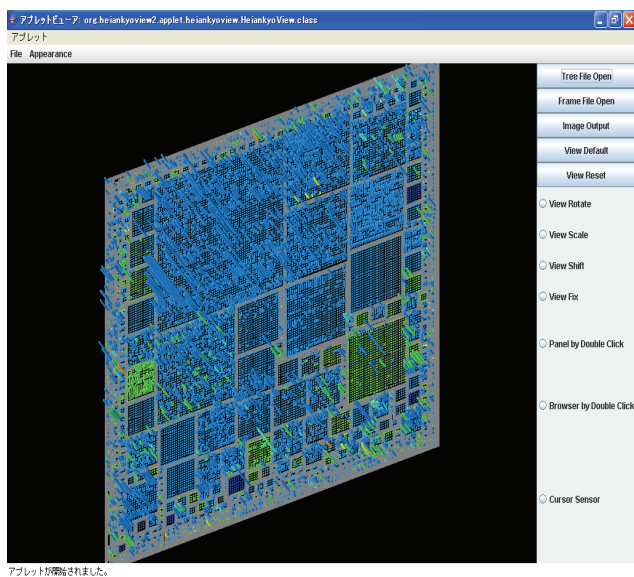 アプレットビューア: org.heiankyoview2.applet.heiankyoview.HeiankyoView.class
アプレット
File Appearance
Tree File Open
Frame File Open
Image Output
View Default
View Reset
View Rotate
View Scale
View Shift
View Fix
Panel by Double Click
Browser by Double Click
Cursor Sensor
アプレットが開始されました。